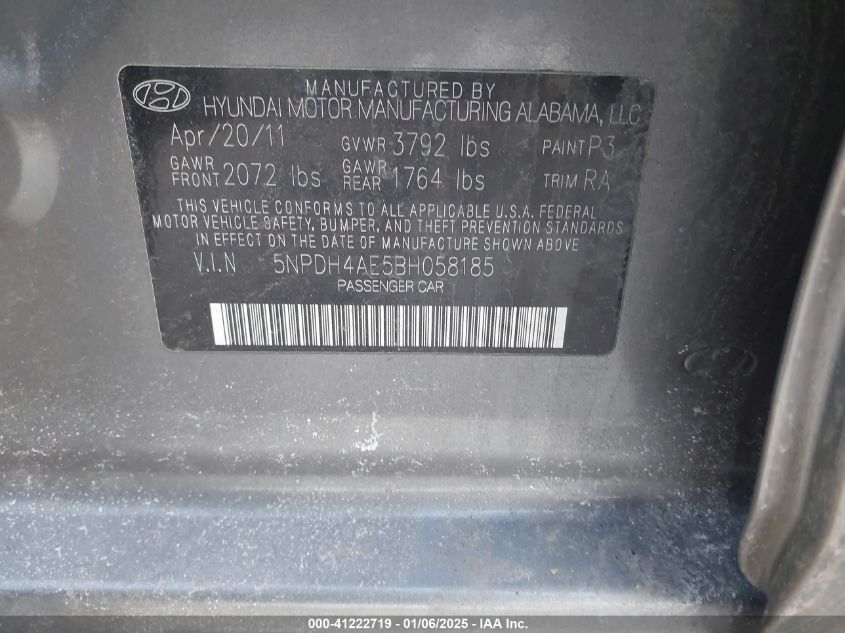 MANUFACTURED BY
HYUNDAI MOTOR MANUFACTURING ALABAMA, LLC
Apr/20/11 GVWR 3792 lbs PAINT P3
GAWR FRONT 2072 lbs GAWR REAR 1764 lbs TRIM RA
THIS VEHICLE CONFORMS TO ALL APPLICABLE U.S.A. FEDERAL
MOTOR VEHICLE SAFETY, BUMPER, AND THEFT PREVENTION STANDARDS
IN EFFECT ON THE DATE OF MANUFACTURE SHOWN ABOVE.
V.I.N 5NPDH4AE5BH058185
PASSENGER CAR
000-41222719 - 01/06/2025 - IAA Inc.